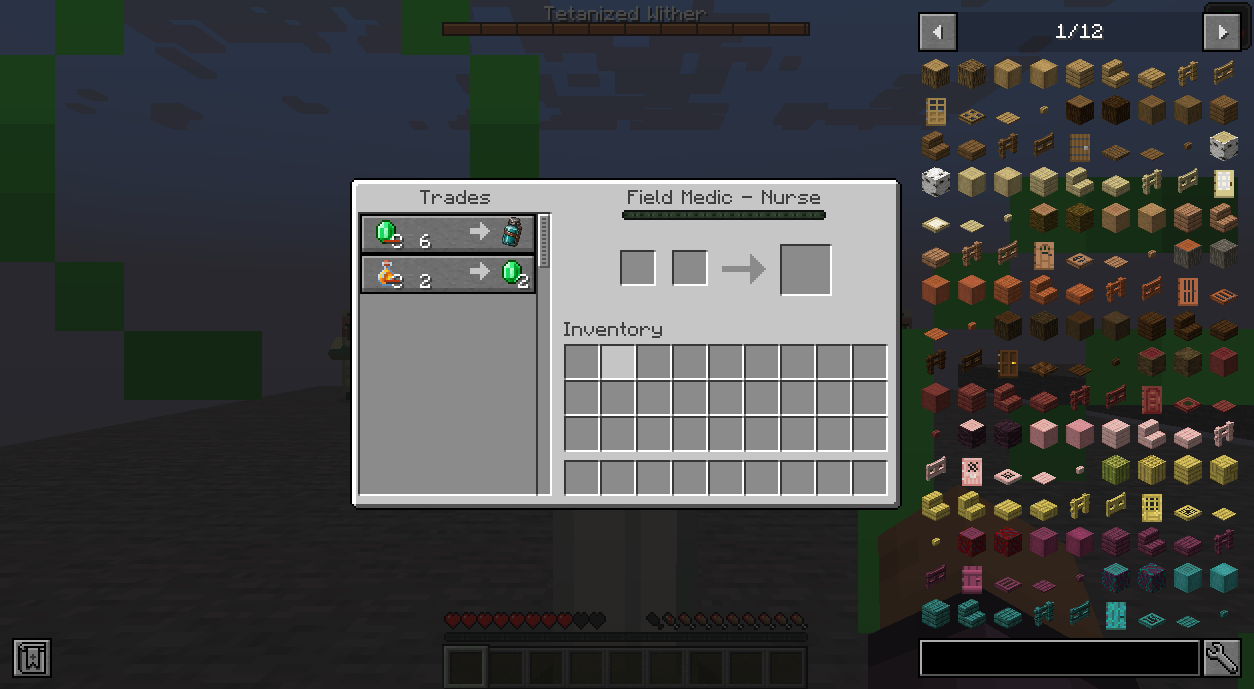 Tetanized Wither
1/12
Trades
Field Medic - Nurse
6
2
2
Inventory